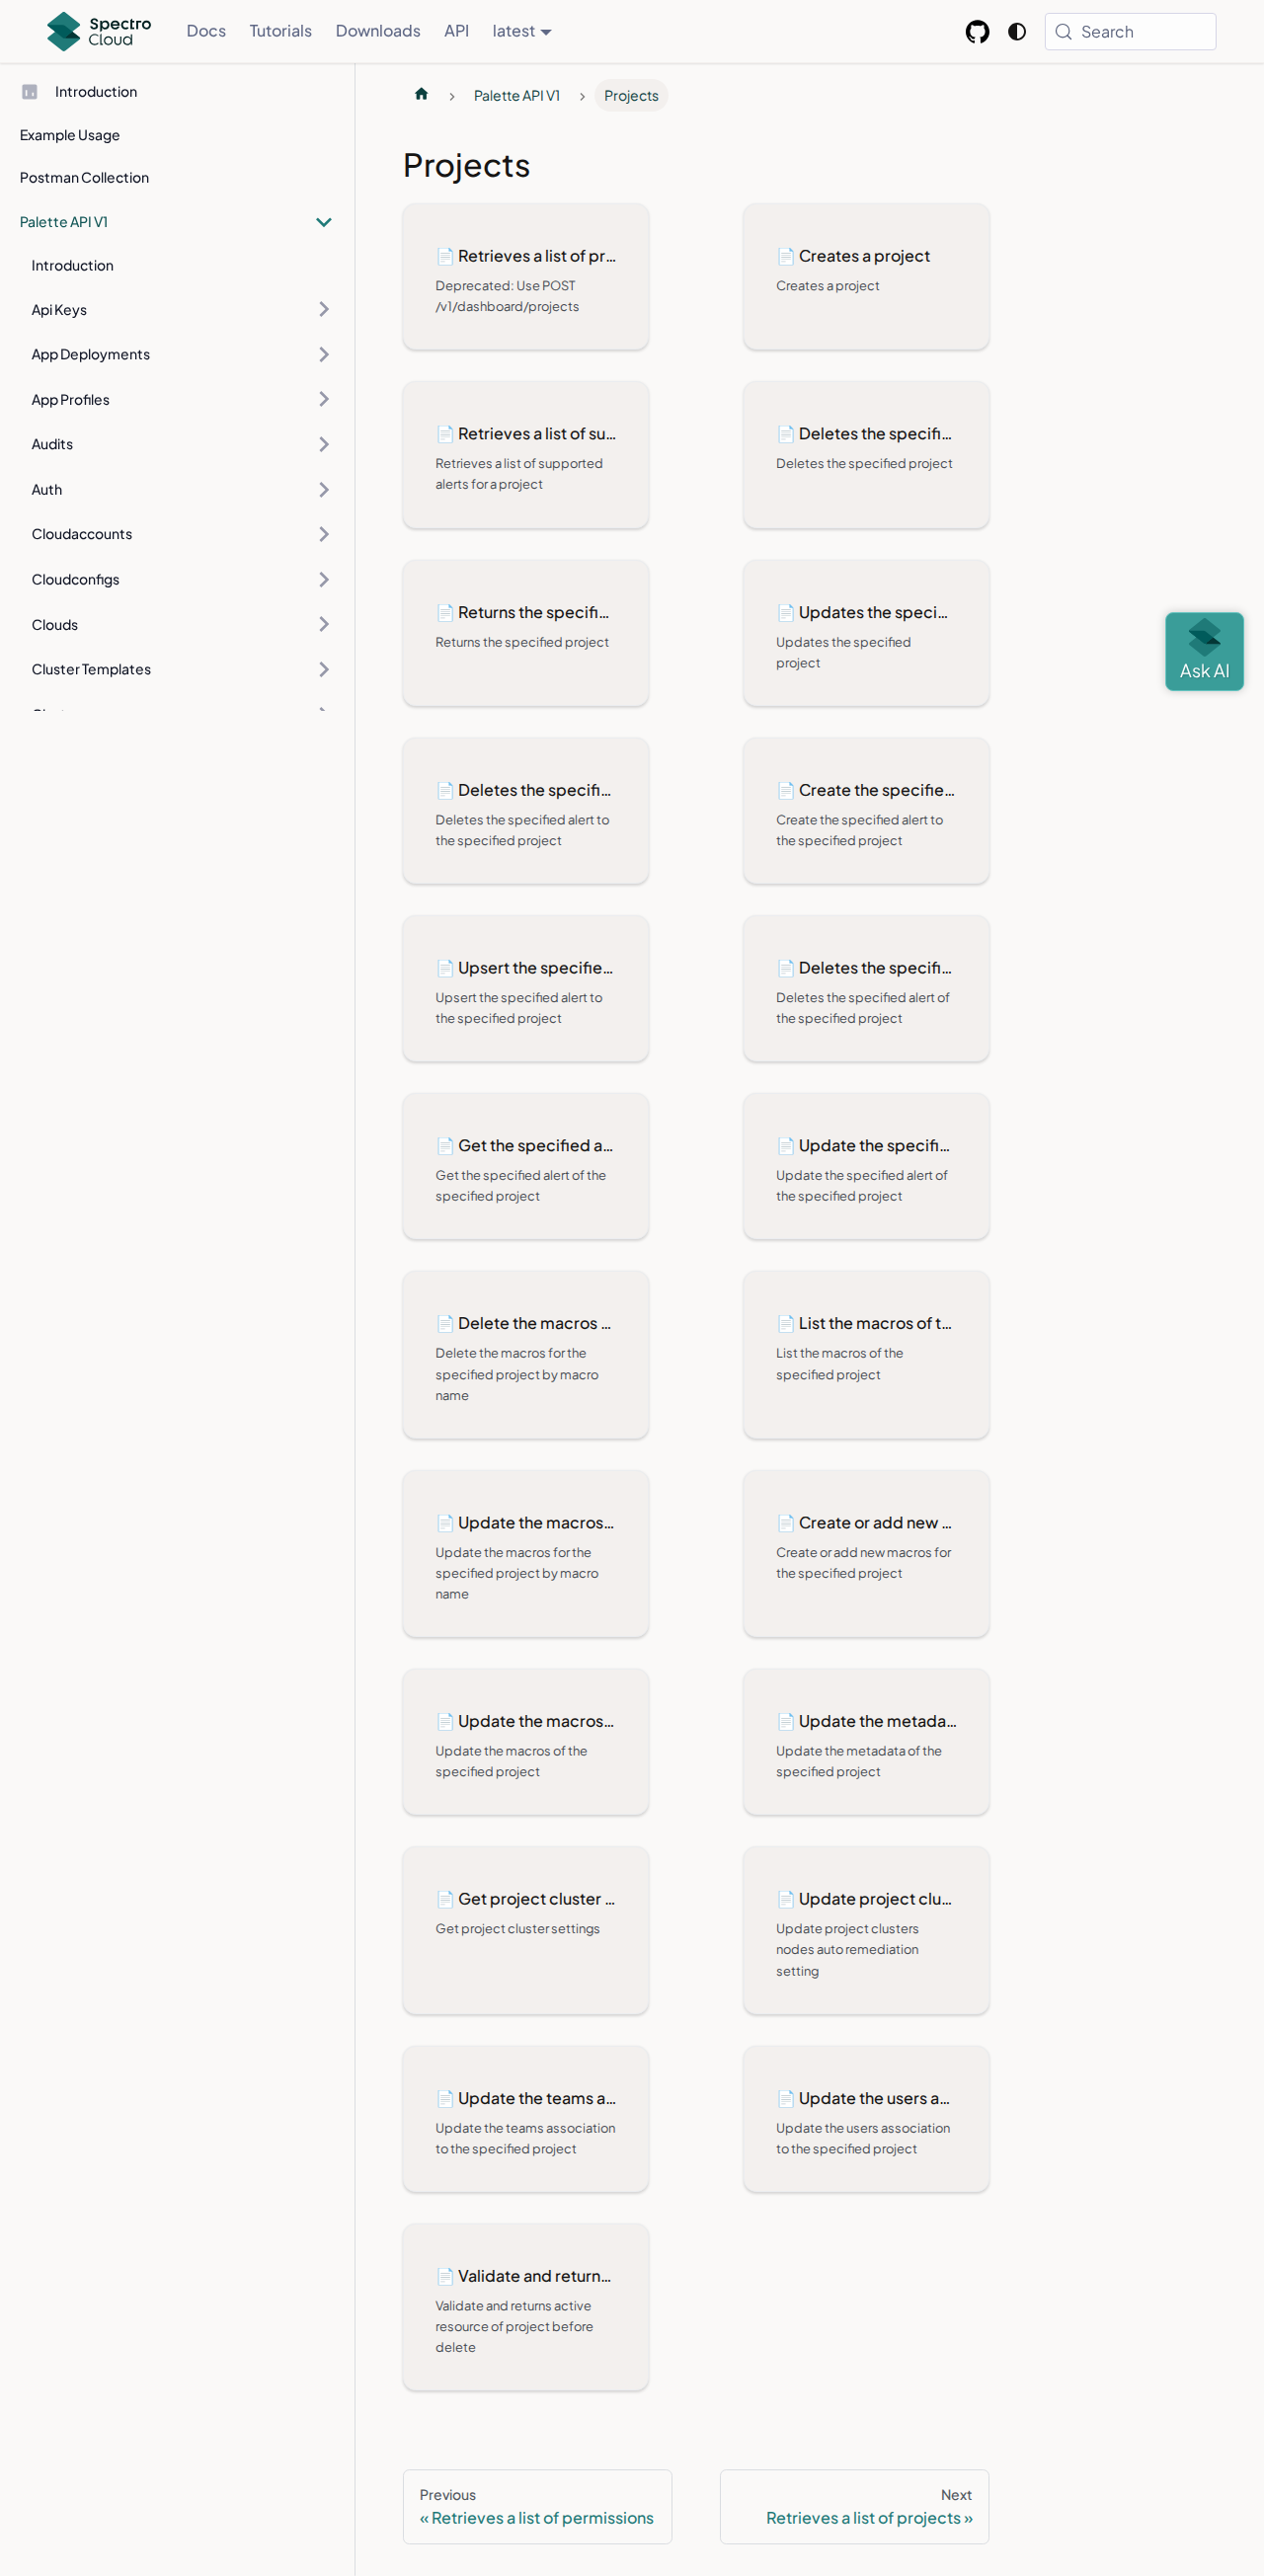 Spectro
Cloud
Docs
Tutorials
Downloads
API
latest
Search
Introduction
Example Usage
Postman Collection
Palette API V1
Introduction
Api Keys
App Deployments
App Profiles
Audits
Auth
Cloudaccounts
Cloudconfigs
Clouds
Cluster Templates
Palette API V1
Projects
Projects
Retrieves a list of pr...
Deprecated: Use POST
/v1/dashboard/projects
Creates a project
Creates a project
Retrieves a list of su...
Retrieves a list of supported
alerts for a project
Deletes the specifi...
Deletes the specified project
Returns the specifi...
Returns the specified project
Updates the speci...
Updates the specified
project
Ask AI
Deletes the specifi...
Deletes the specified alert to
the specified project
Create the specifie...
Create the specified alert to
the specified project
Upsert the specifie...
Upsert the specified alert to
the specified project
Deletes the specifi...
Deletes the specified alert of
the specified project
Get the specified a...
Get the specified alert of the
specified project
Update the specifi...
Update the specified alert of
the specified project
Delete the macros ...
Delete the macros for the
specified project by macro
name
List the macros of t...
List the macros of the
specified project
Update the macros...
Update the macros for the
specified project by macro
name
Create or add new ...
Create or add new macros for
the specified project
Update the macros...
Update the macros of the
specified project
Update the metada...
Update the metadata of the
specified project
Get project cluster ...
Get project cluster settings
Update project clu...
Update project clusters
nodes auto remediation
setting
Update the teams a...
Update the teams association
to the specified project
Update the users a...
Update the users association
to the specified project
Validate and return...
Validate and returns active
resource of project before
delete
Previous
« Retrieves a list of permissions
Next
Retrieves a list of projects »